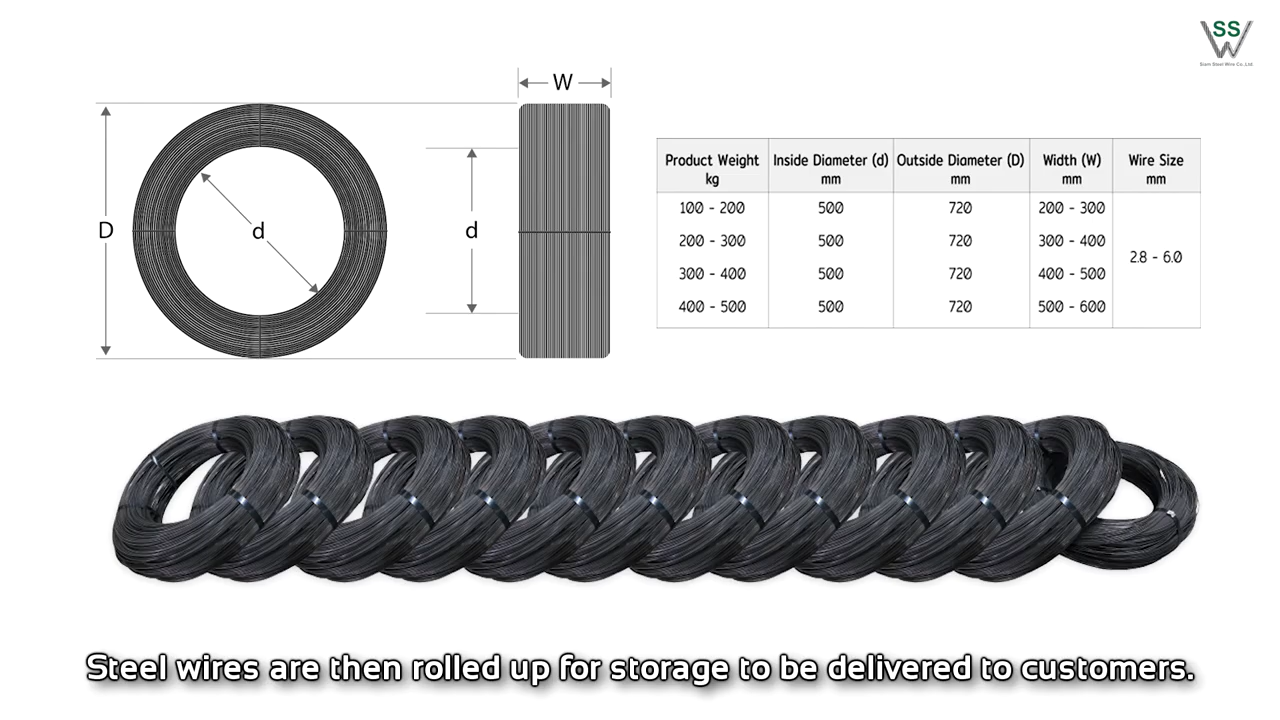 SS
W
Siam Steel Wire Co.,Ltd
W
D
d
d
Product Weight Inside Diameter (d) Outside Diameter (D) Width (W) Wire Size
kg mm mm mm mm
100 - 200 500 720 200 - 300
200 - 300 500 720 300 - 400
2.8 - 6.0
300 - 400 500 720 400 - 500
400 - 500 500 720 500 - 600
Steel wires are then rolled up for storage to be delivered to customers.